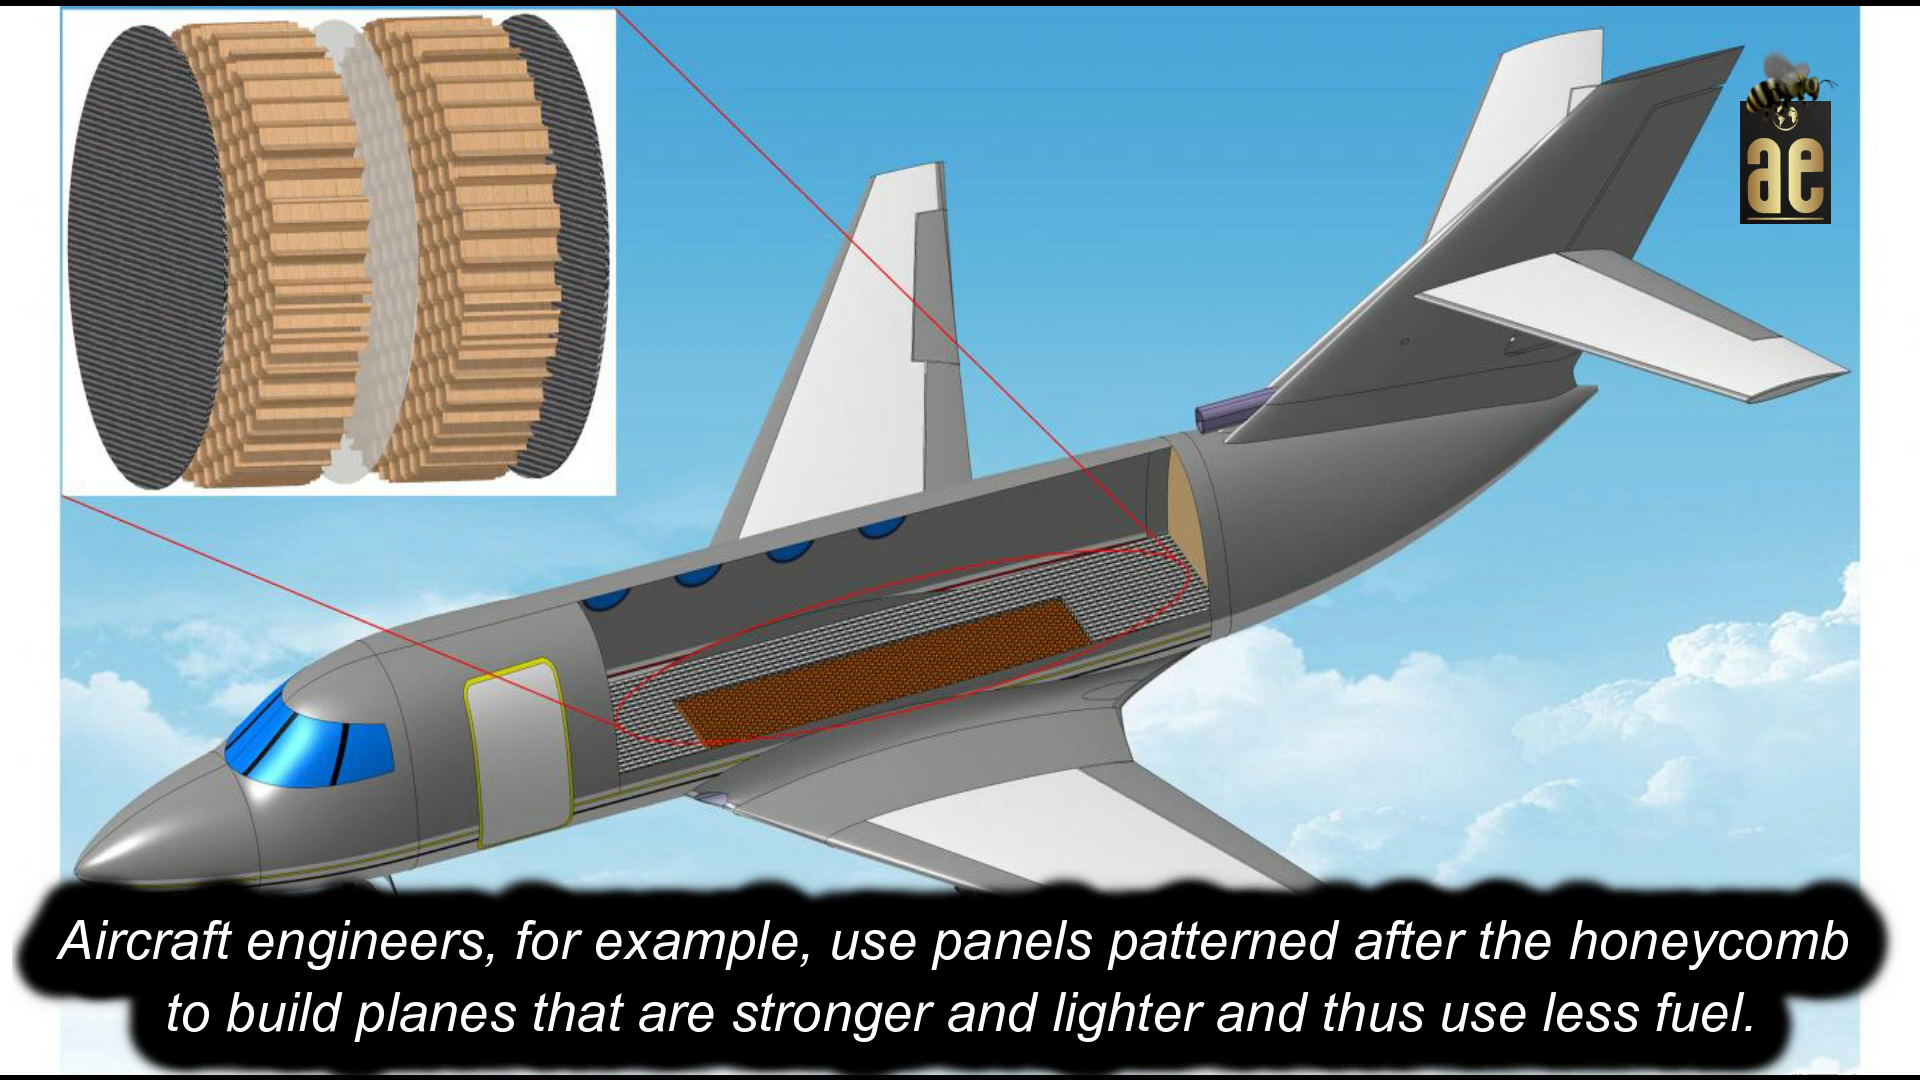 ae
Aircraft engineers, for example, use panels patterned after the honeycomb
to build planes that are stronger and lighter and thus use less fuel.